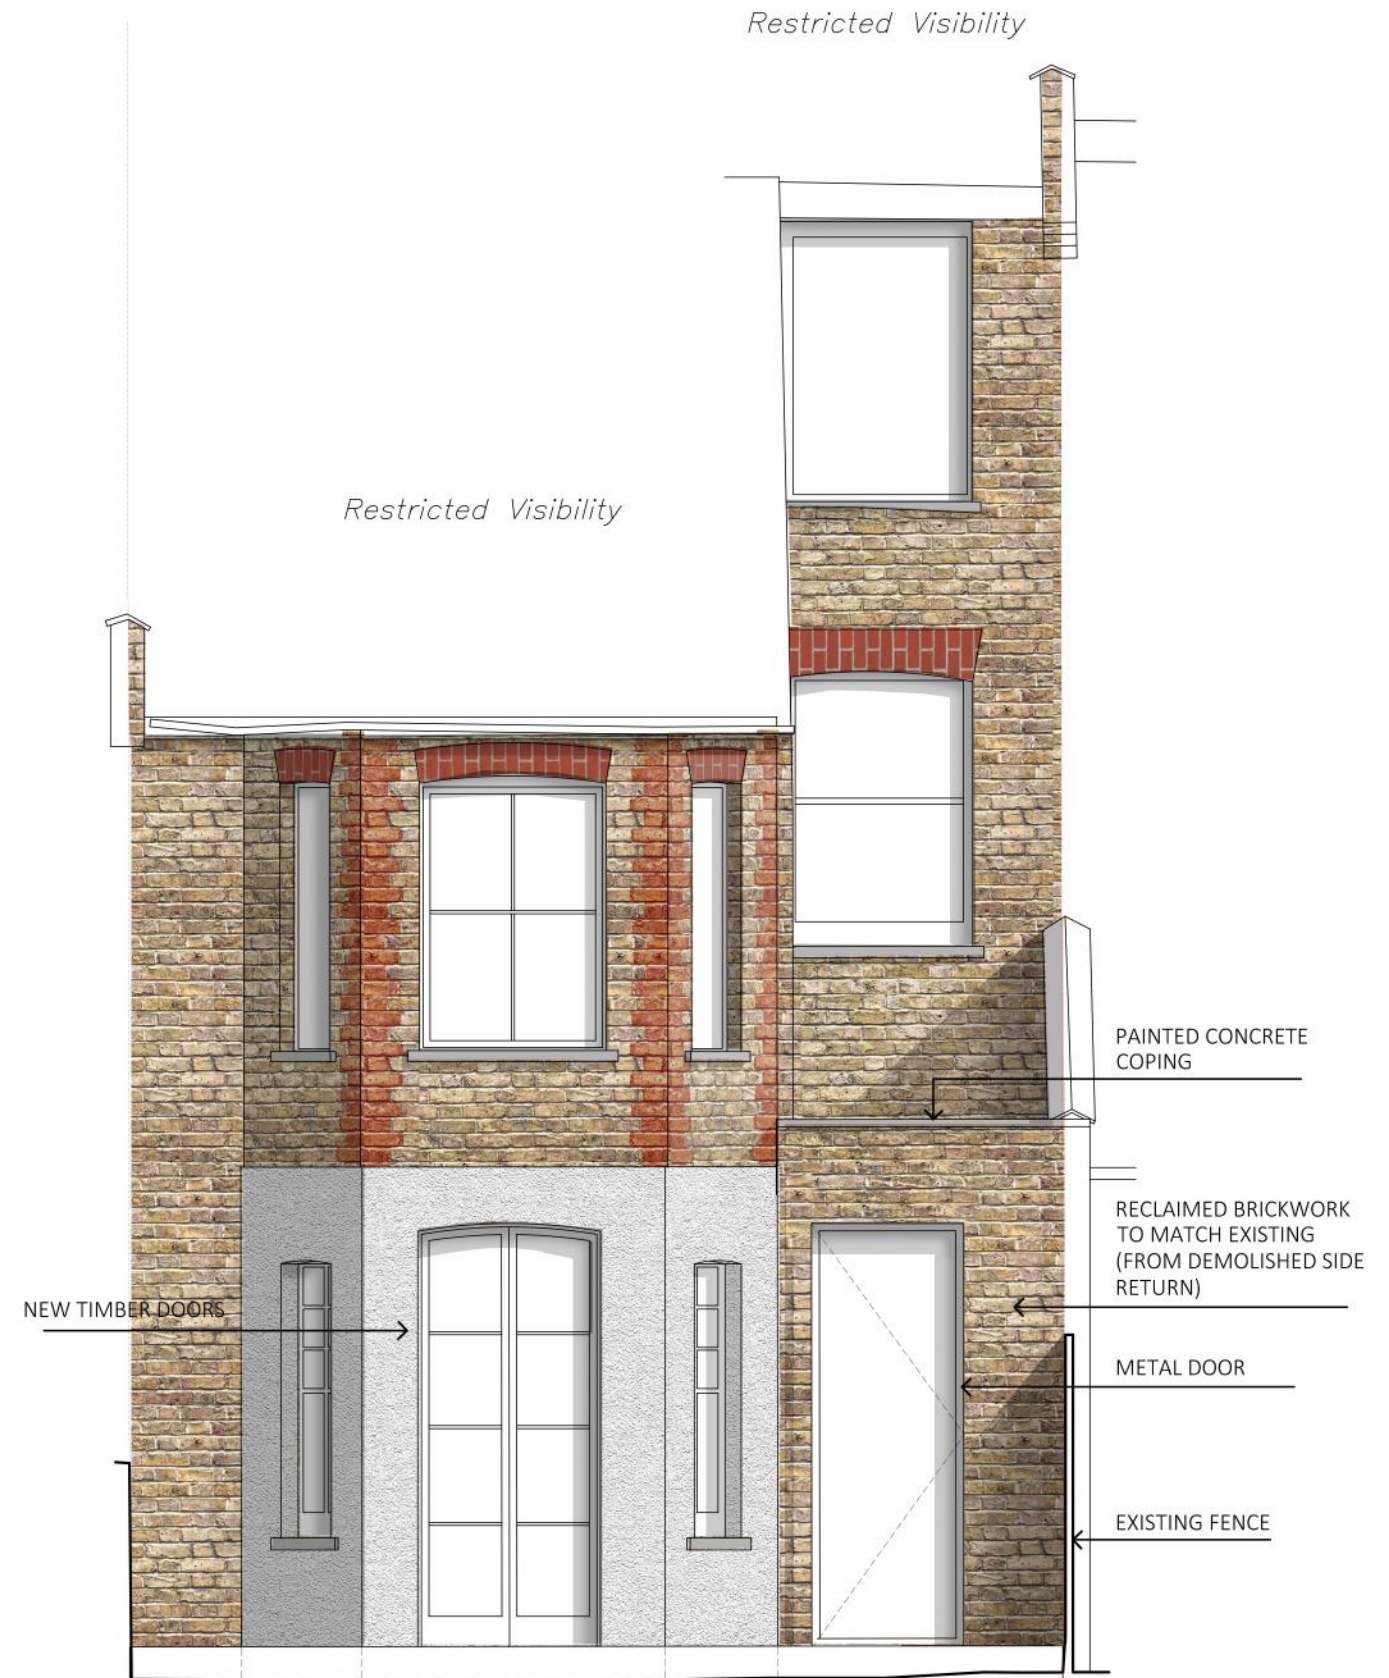 Restricted Visibility
Restricted Visibility
PAINTED CONCRETE
COPING
RECLAIMED BRICKWORK
TO MATCH EXISTING
(FROM DEMOLISHED SIDE
RETURN)
NEW TIMBER DOORS
METAL DOOR
EXISTING FENCE